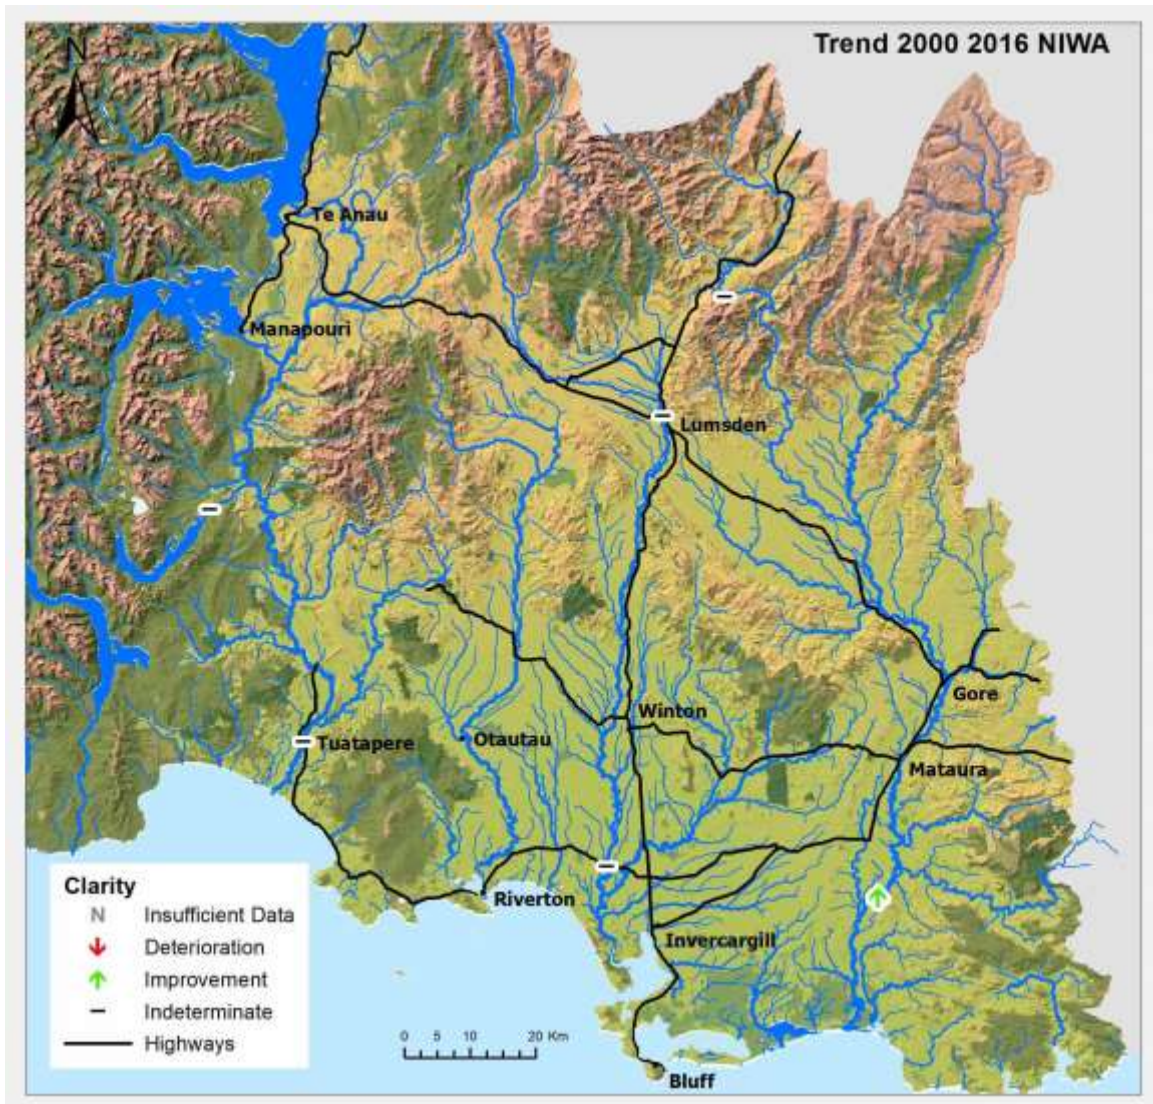 Trend 2000 2016 NIWA
N
Te Anau
Manapouri
Lumsden
Gore
Winton
Otautau
Tuatapere
Mataura
Riverton
Invercargill
Bluff
Clarity
N Insufficient Data
Deterioration
Improvement
Indeterminate
Highways
0 5 10 20 Km